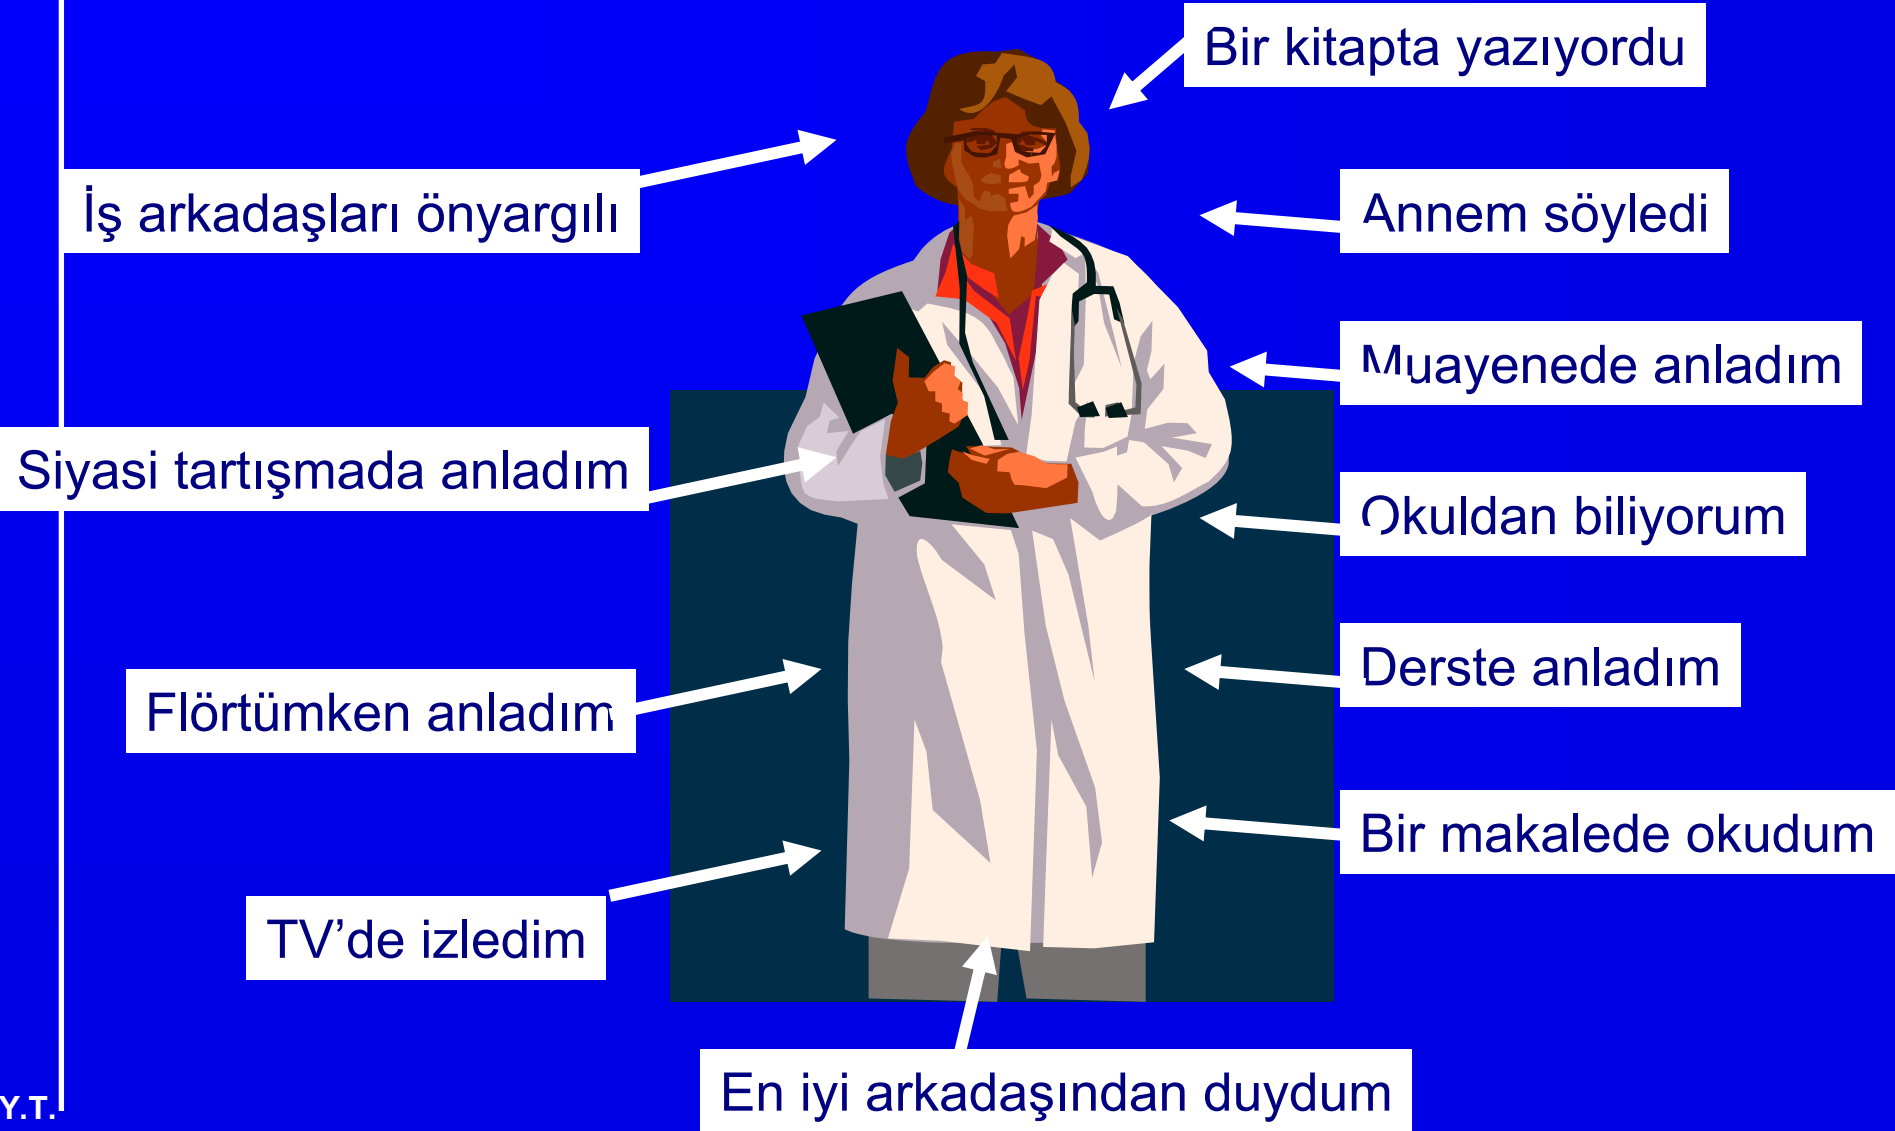 Bir kitapta yazıyordu
İş arkadaşları önyargılı
Annem söyledi
Muayenede anladım
Siyasi tartışmada anladım
Okuldan biliyorum
Derste anladım
Flörtümken anladım
Bir makalede okudum
TV’de izledim
En iyi arkadaşından duydum
Y.T.